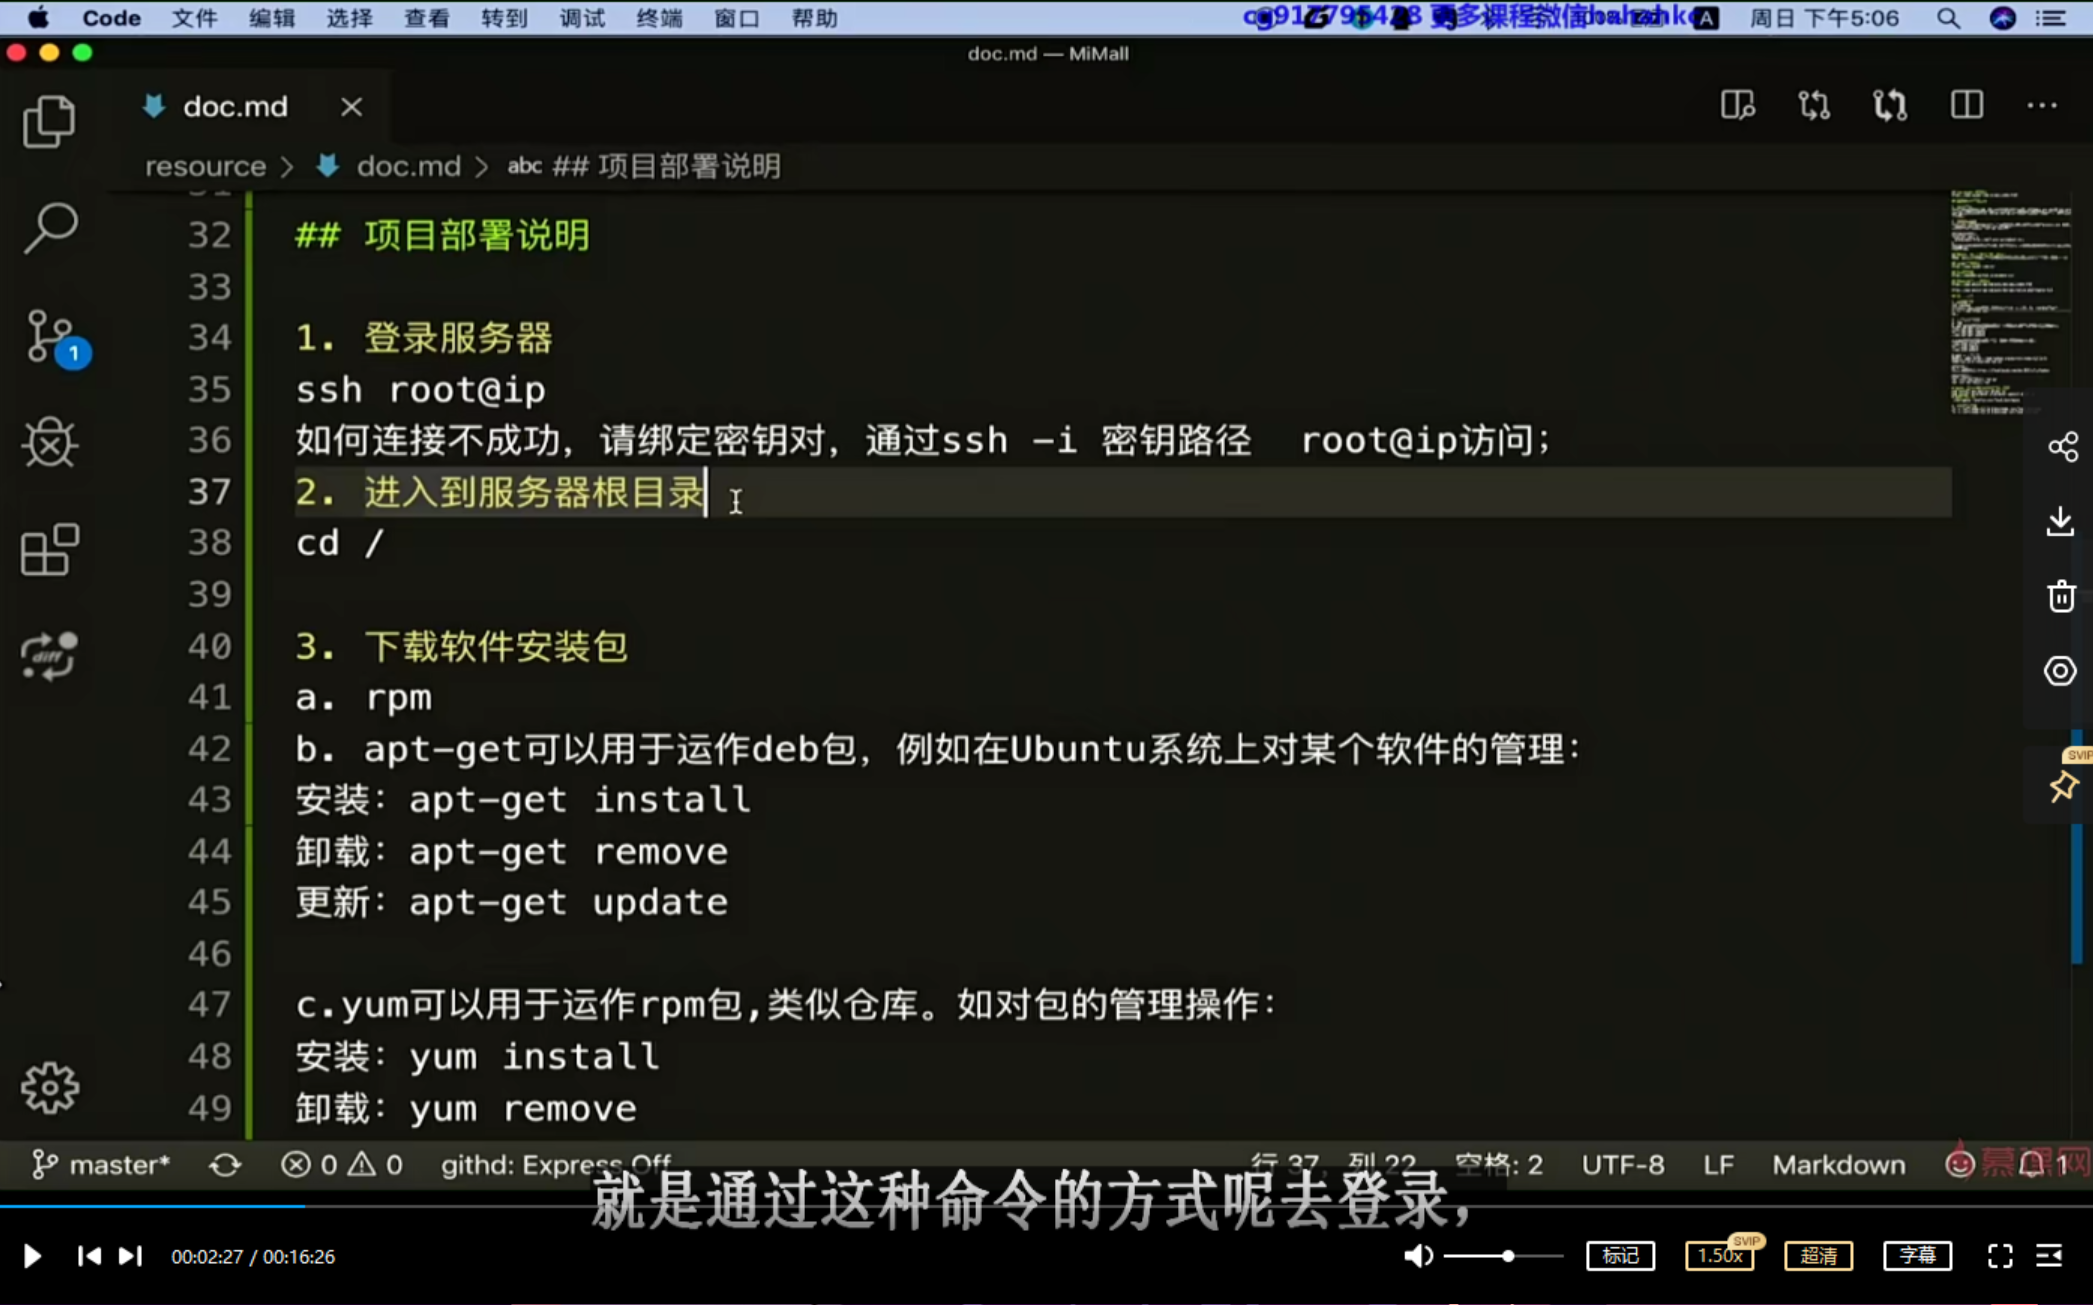 Code 文件 编辑 选择 查看 转到 调试 终端 窗口 帮助 周日 下午5:06
doc.md — MiMall
doc.md
resource > doc.md > abc ## 项目部署说明
32 ## 项目部署说明
33
34 1. 登录服务器
35 ssh root@ip
36 如何连接不成功，请绑定密钥对，通过ssh -i 密钥路径 root@ip访问；
37 2. 进入到服务器根目录
38 cd /
39
40 3. 下载软件安装包
41 a. rpm
42 b. apt-get可以用于运作deb包，例如在Ubuntu系统上对某个软件的管理：
43 安装：apt-get install
44 卸载：apt-get remove
45 更新：apt-get update
46
47 c.yum可以用于运作rpm包,类似仓库。如对包的管理操作：
48 安装：yum install
49 卸载：yum remove
1
diff
SVIP
master* 0 0 githd: Express Off 行 37，列 22 空格: 2 UTF-8 LF Markdown 慕课网 1
就是通过这种命令的方式呢去登录，
00:02:27 / 00:16:26 标记 1.50x SVIP 超清 字幕